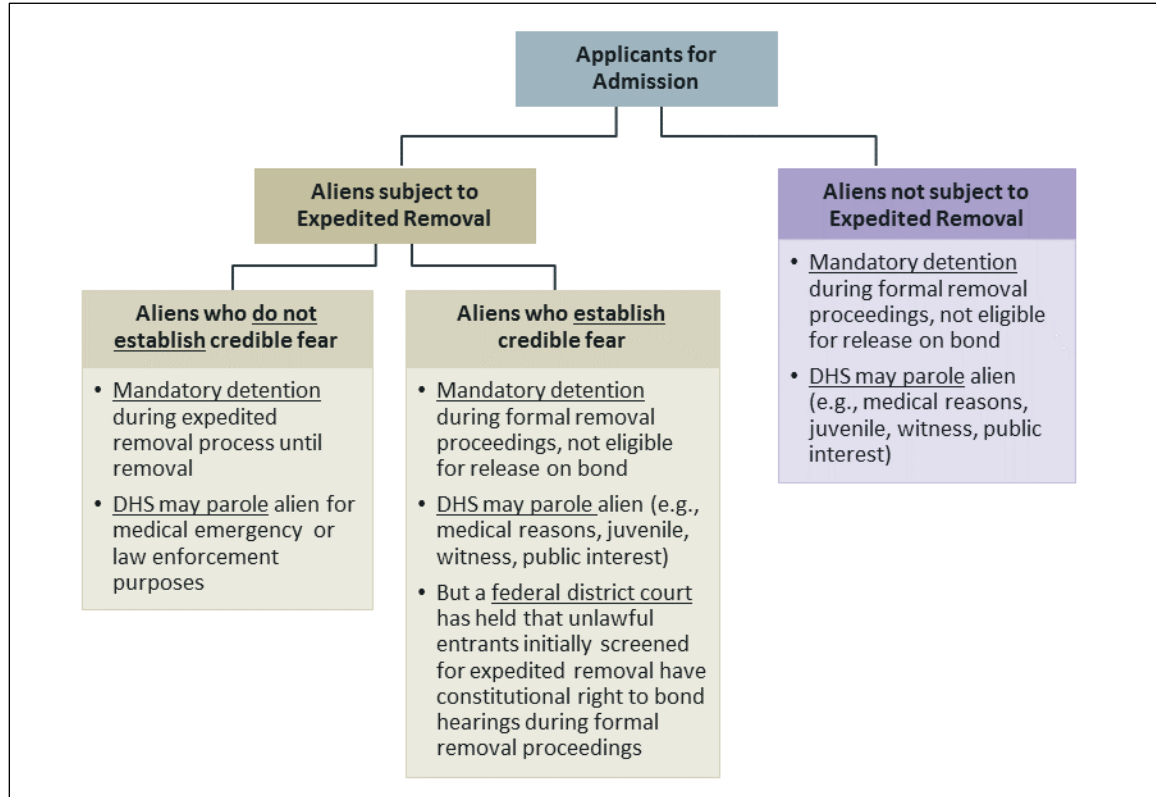 Applicants for
Admission
Aliens subject to
Expedited Removal
Aliens not subject to
Expedited Removal
• Mandatory detention
during formal removal
proceedings, not eligible
for release on bond
• DHS may parole alien
(e.g., medical reasons,
juvenile, witness, public
interest)
Aliens who do not
establish credible fear
• Mandatory detention
during expedited
removal process until
removal
• DHS may parole alien for
medical emergency or
law enforcement
purposes
Aliens who establish
credible fear
• Mandatory detention
during formal removal
proceedings, not eligible
for release on bond
• DHS may parole alien (e.g.,
medical reasons, juvenile,
witness, public interest)
• But a federal district court
has held that unlawful
entrants initially screened
for expedited removal have
constitutional right to bond
hearings during formal
removal proceedings